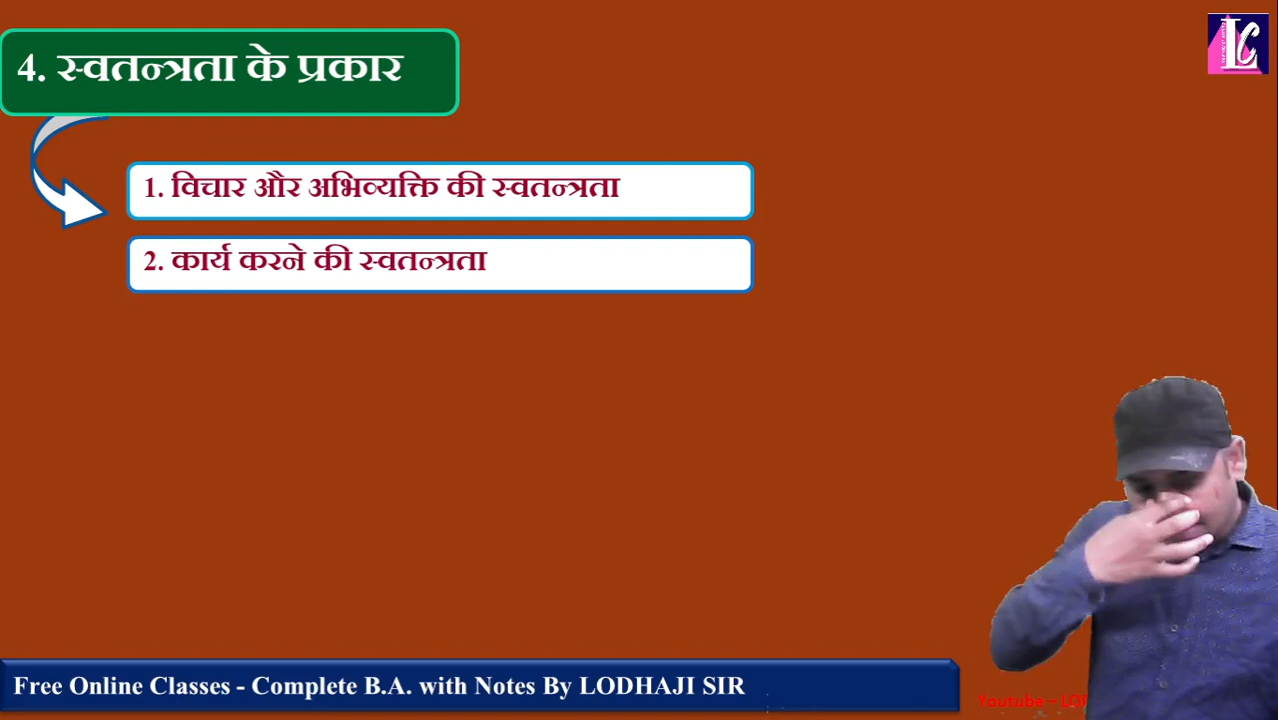 4. स्वतन्त्रता के प्रकार
1. विचार और अभिव्यक्ति की स्वतन्त्रता
2. कार्य करने की स्वतन्त्रता
Free Online Classes - Complete B.A. with Notes By LODHAJI SIR
Youtube –